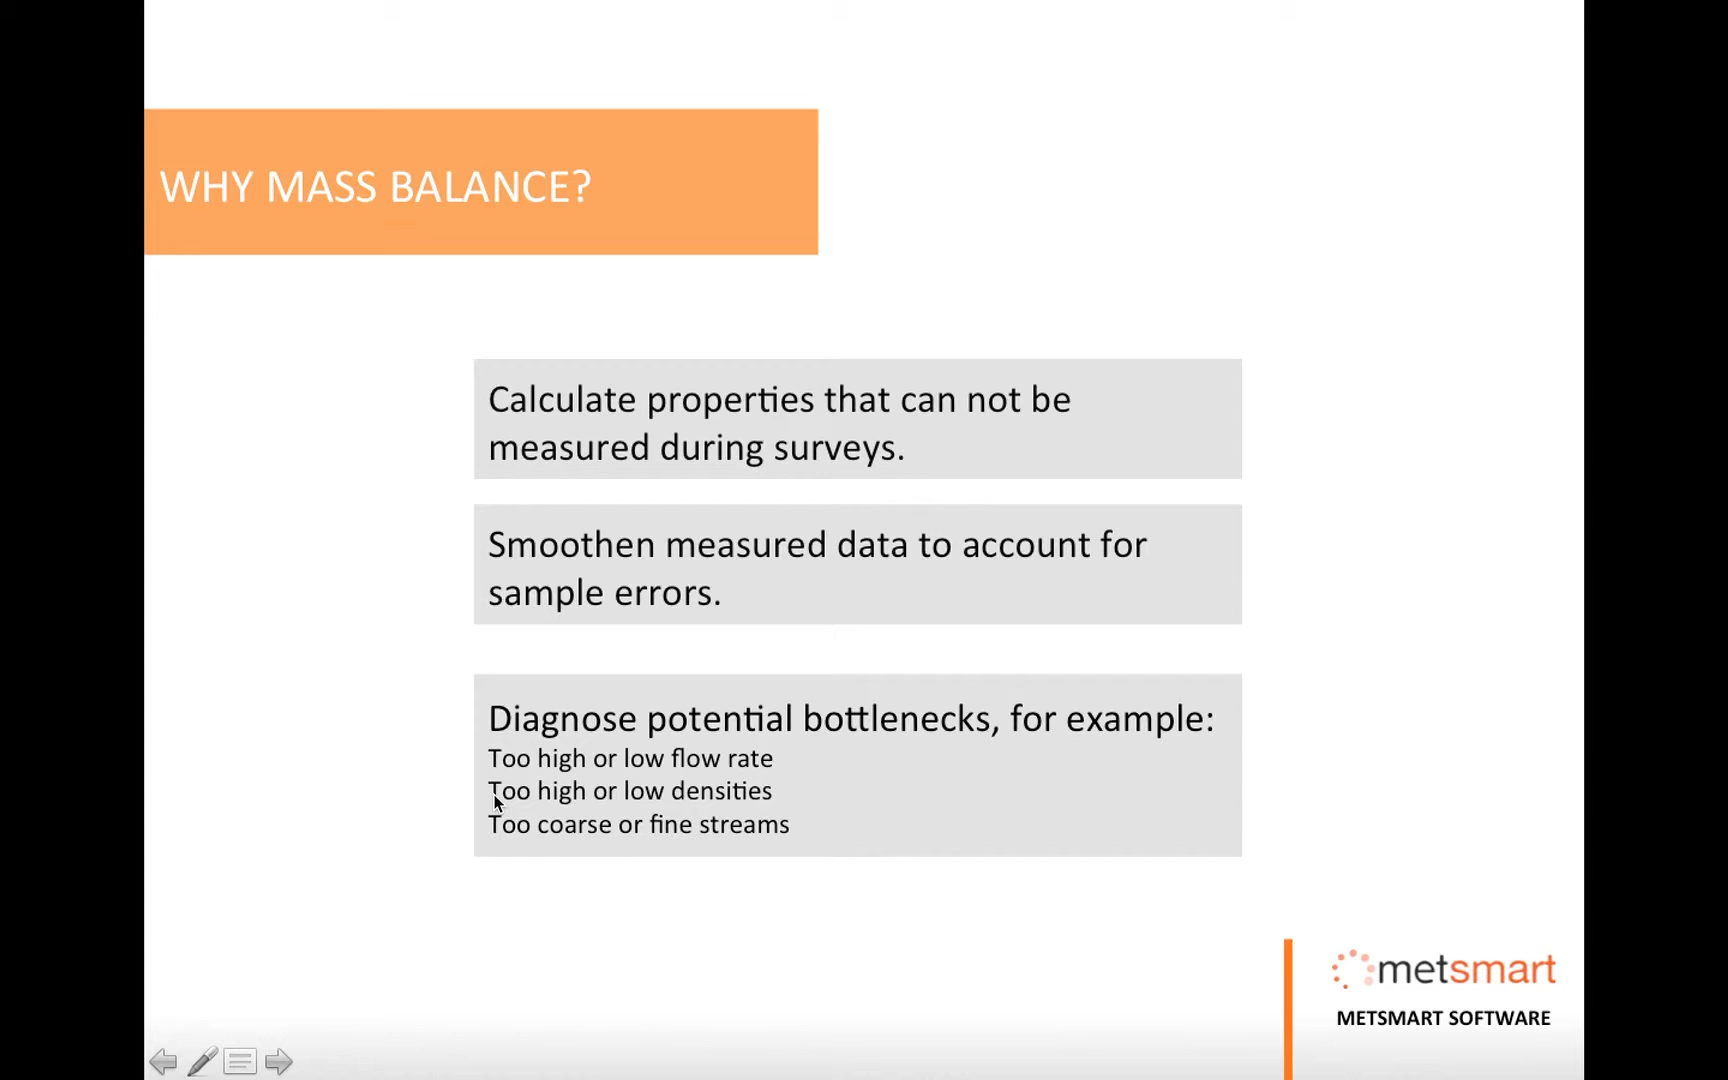 WHY MASS BALANCE?
Calculate properties that can not be
measured during surveys.
Smoothen measured data to account for
sample errors.
Diagnose potential bottlenecks, for example:
Too high or low flow rate
Too high or low densities
Too coarse or fine streams
metsmart
METSMART SOFTWARE